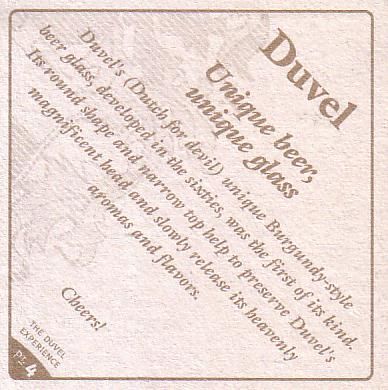 Duvel
Unique beer,
unique glass
Duvel's (Dutch for devil) unique Burgundy-style
beer glass, developed in the sixties, was the first of its kind.
Its round shape and narrow top help to preserve Duvel's
magnificent head and slowly release its heavenly
aromas and flavors.
Cheers!
THE DUVEL
EXPERIENCE
Pt. 4